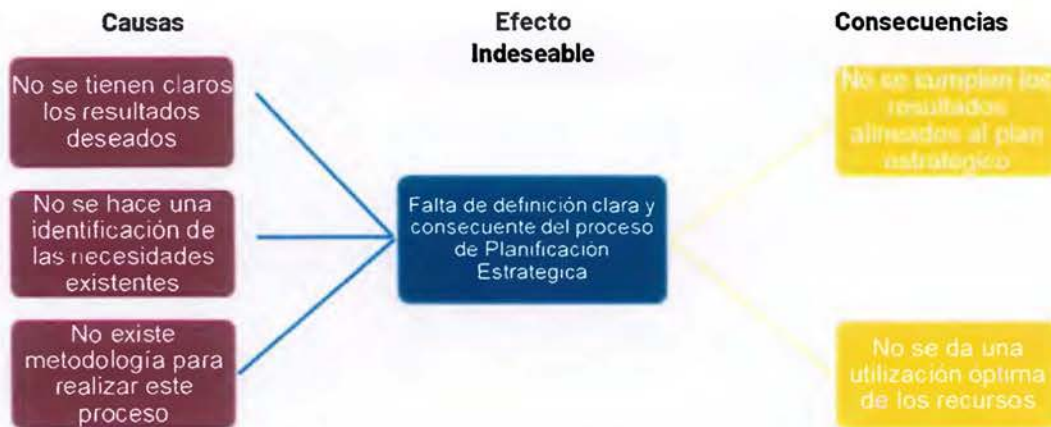 Causas
Efecto
Indeseable
Consecuencias
No se tienen claros
los resultados
deseados
No se hace una
identificación de
las necesidades
existentes
No existe
metodología para
realizar este
proceso
Falta de definición clara y
consecuente del proceso
de Planificación
Estrategica
No se cumplen los
resultados
alineados al plan
estratégico
No se da una
utilización optima
de los recursos